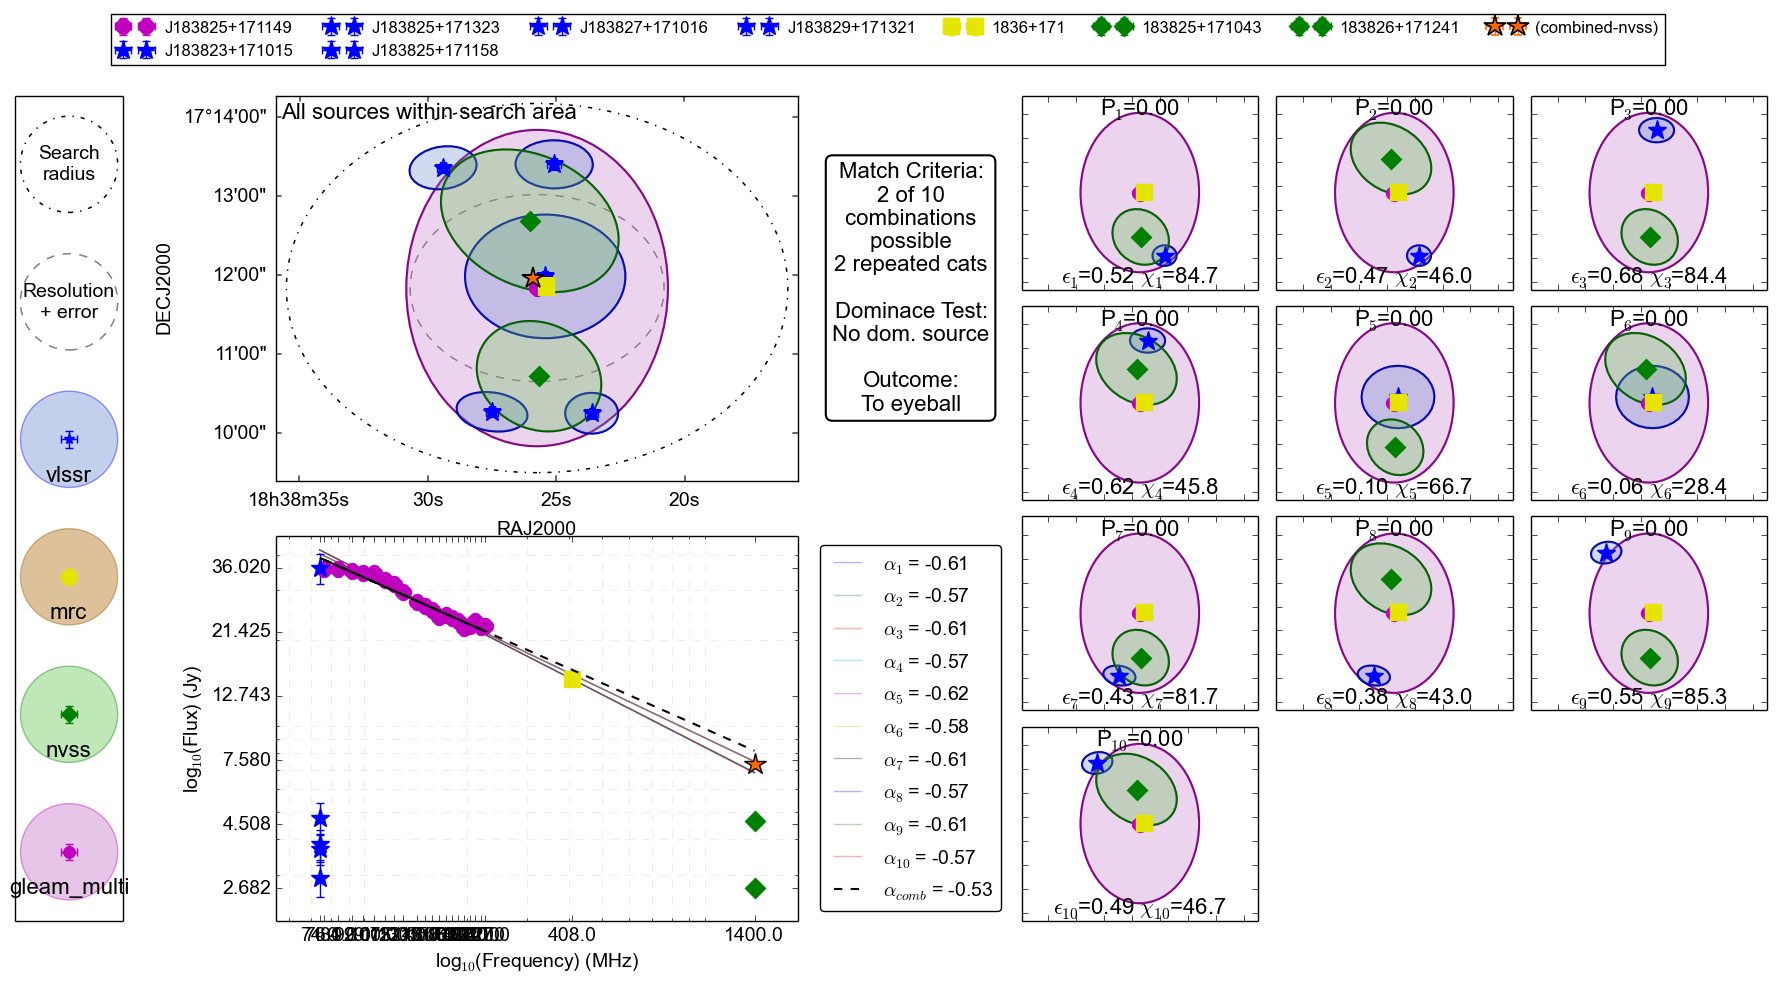 J183825+171149
J183825+171323
J183827+171016
J183829+171321
1836+171
183825+171043
183826+171241
(combined-nvss)
J183823+171015
J183825+171158
Search
radius
Resolution
+ error
vlssr
mrc
nvss
gleam_multi
All sources within search area
17°14'00"
13'00"
12'00"
11'00"
10'00"
DECJ2000
18h38m35s
30s
25s
20s
RAJ2000
Match Criteria:
2 of 10
combinations
possible
2 repeated cats
Dominace Test:
No dom. source
Outcome:
To eyeball
36.020
21.425
12.743
7.580
4.508
2.682
log10(Flux) (Jy)
408.0
1400.0
log10(Frequency) (MHz)
α1 = -0.61
α2 = -0.57
α3 = -0.61
α4 = -0.57
α5 = -0.62
α6 = -0.58
α7 = -0.61
α8 = -0.57
α9 = -0.61
α10 = -0.57
αcomb = -0.53
P1=0.00
ϵ1=0.52 χ1=84.7
P2=0.00
ϵ2=0.47 χ2=46.0
P3=0.00
ϵ3=0.68 χ3=84.4
P4=0.00
ϵ4=0.62 χ4=45.8
P5=0.00
ϵ5=0.10 χ5=66.7
P6=0.00
ϵ6=0.06 χ6=28.4
P7=0.00
ϵ7=0.43 χ7=81.7
P8=0.00
ϵ8=0.38 χ8=43.0
P9=0.00
ϵ9=0.55 χ9=85.3
P10=0.00
ϵ10=0.49 χ10=46.7